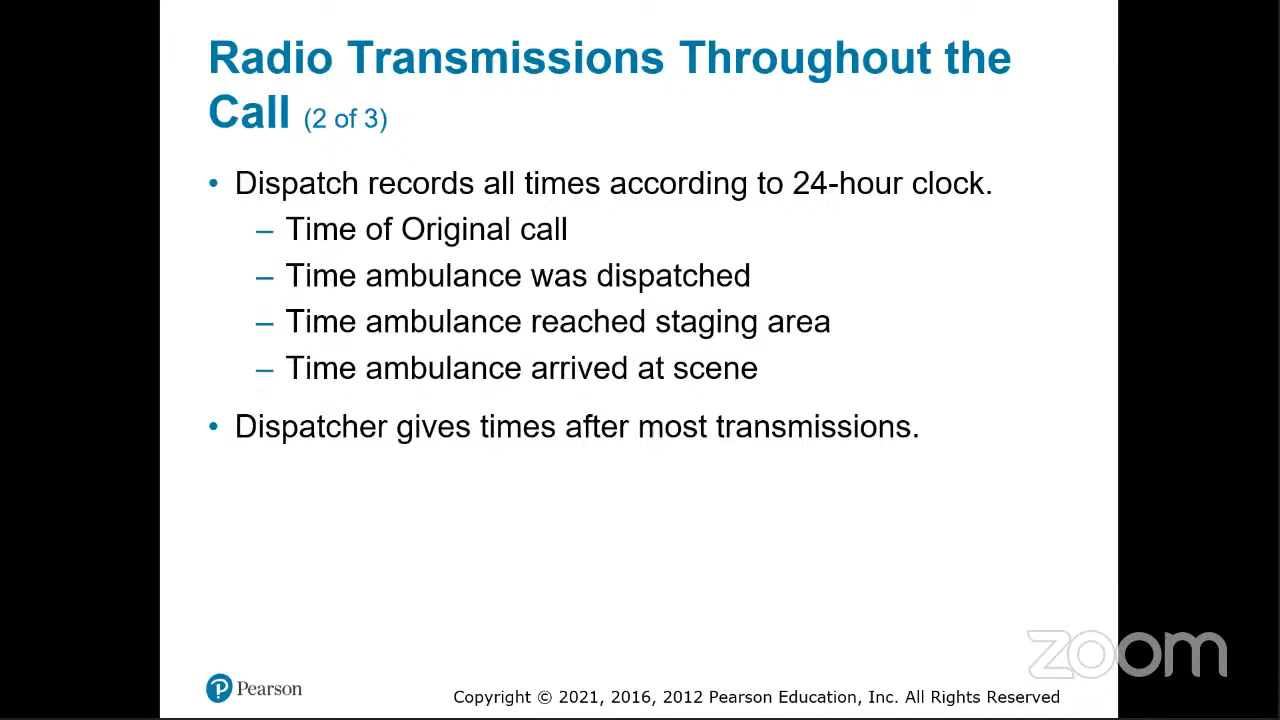 Radio Transmissions Throughout the
Call (2 of 3)
• Dispatch records all times according to 24-hour clock.
– Time of Original call
– Time ambulance was dispatched
– Time ambulance reached staging area
– Time ambulance arrived at scene
• Dispatcher gives times after most transmissions.
zoom
Pearson
Copyright © 2021, 2016, 2012 Pearson Education, Inc. All Rights Reserved